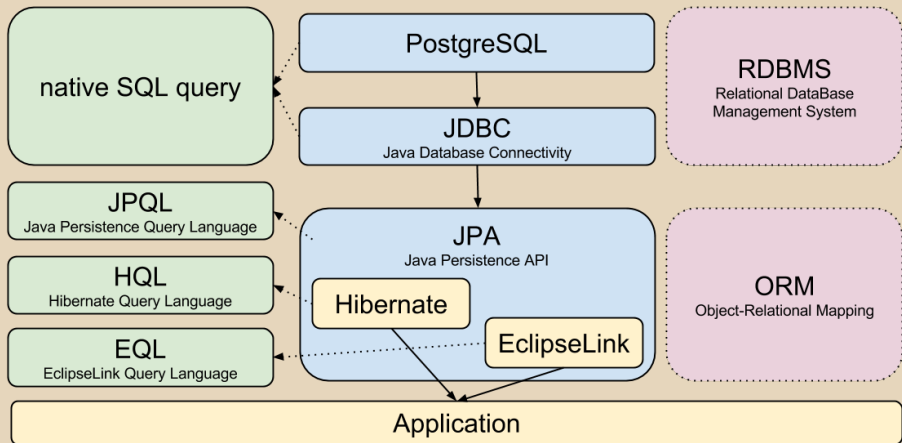 native SQL query
PostgreSQL
JDBC
Java Database Connectivity
RDBMS
Relational DataBase
Management System
JPQL
Java Persistence Query Language
HQL
Hibernate Query Language
EQL
EclipseLink Query Language
JPA
Java Persistence API
Hibernate
EclipseLink
ORM
Object-Relational Mapping
Application